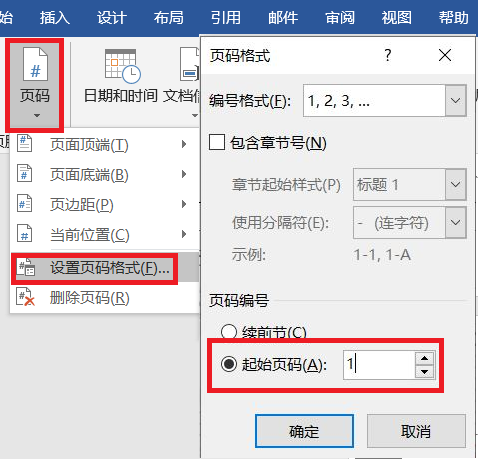 始 插入 设计 布局 引用 邮件 审阅 视图 帮助
页码
日期和时间 文档信
页面顶端(T)
页面底端(B)
页边距(P)
当前位置(C)
设置页码格式(F)...
删除页码(R)
页码格式
编号格式(F): 1, 2, 3, ...
包含章节号(N)
章节起始样式(P) 标题 1
使用分隔符(E): - (连字符)
示例: 1-1, 1-A
页码编号
续前节(C)
起始页码(A): 1
确定 取消